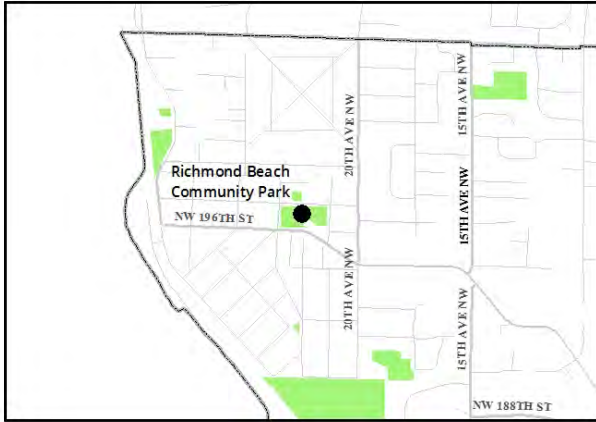 20TH AVE NW
15TH AVE NW
Richmond Beach
Community Park
15TH AVE NW
NW 196TH ST
20TH AVE NW
15TH AVE NW
NW 188TH ST